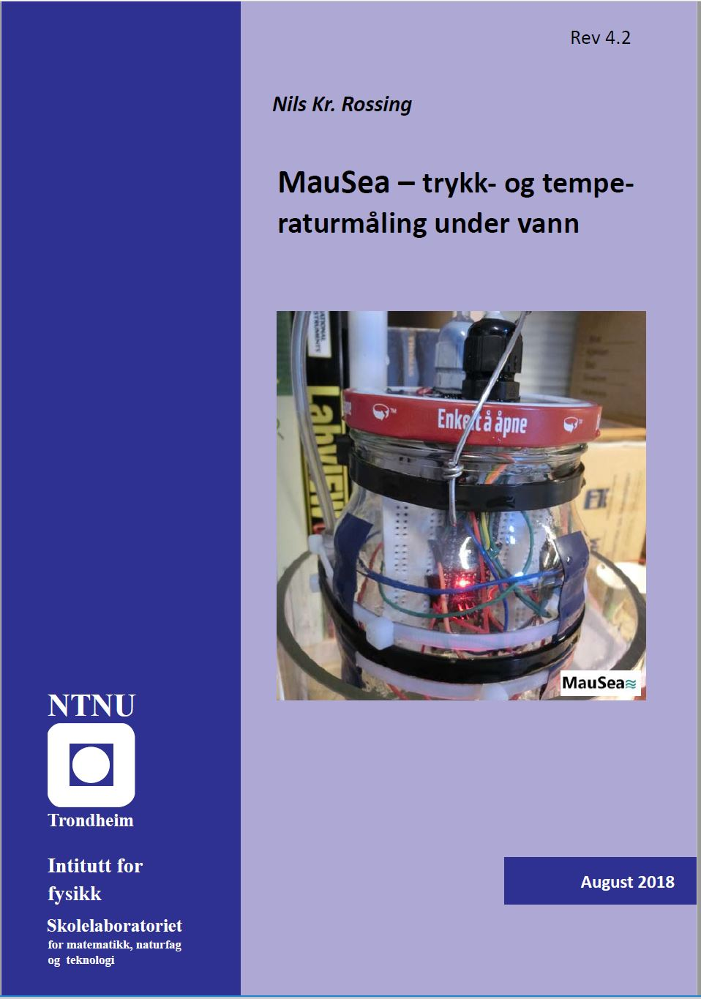 Rev 4.2
Nils Kr. Rossing
MauSea – trykk- og tempe-
raturmåling under vann
LabVIEW
Enkelt å åpne
MauSea
NTNU
Trondheim
Intitutt for
fysikk
Skolelaboratoriet
for matematikk, naturfag
og teknologi
August 2018